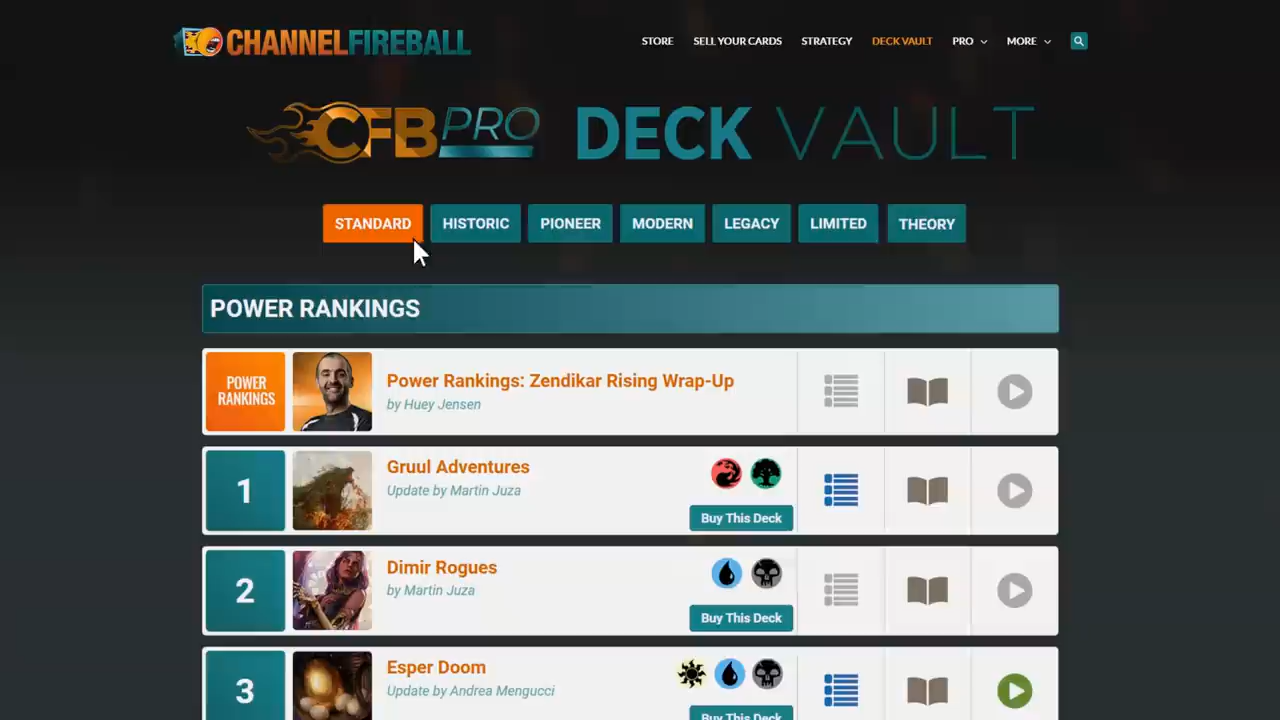 CHANNELFIREBALL
STORE SELL YOUR CARDS STRATEGY DECK VAULT PRO MORE
CFB PRO DECK VAULT
STANDARD HISTORIC PIONEER MODERN LEGACY LIMITED THEORY
POWER RANKINGS
POWER
RANKINGS
Power Rankings: Zendikar Rising Wrap-Up
by Huey Jensen
1
Gruul Adventures
Update by Martin Juza
Buy This Deck
2
Dimir Rogues
by Martin Juza
Buy This Deck
3
Esper Doom
Update by Andrea Mengucci
Buy This Deck